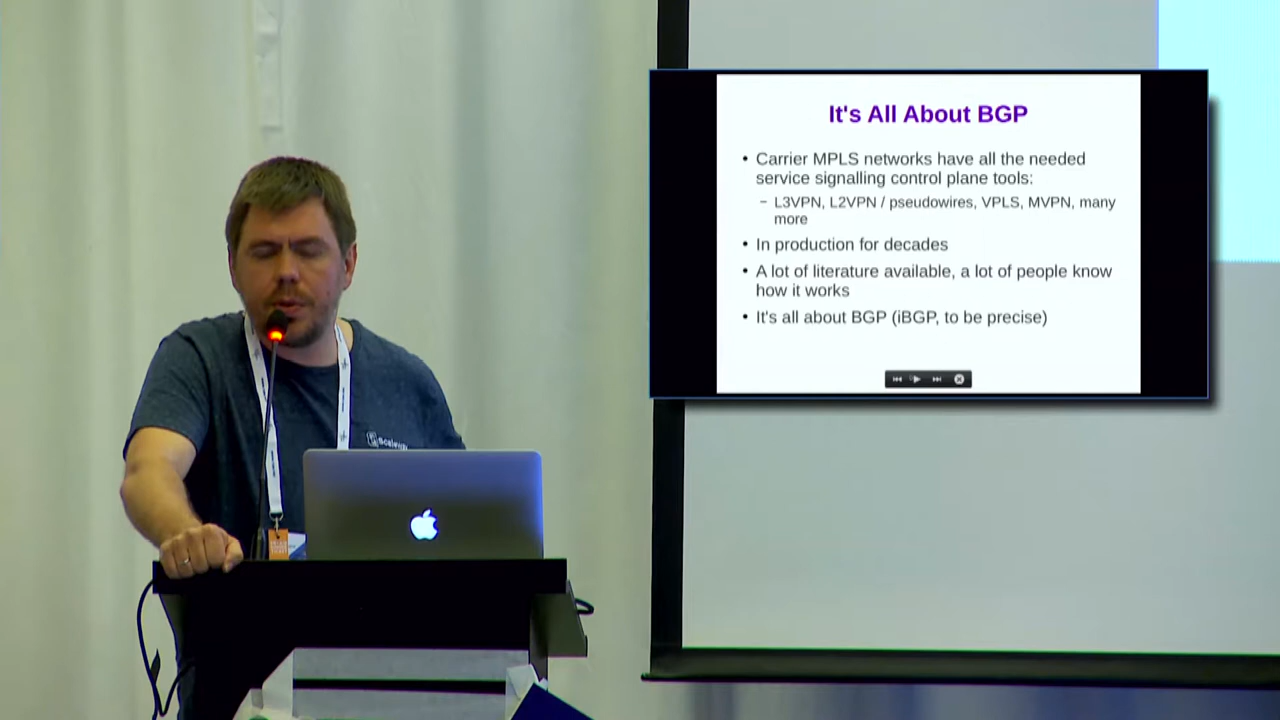 It's All About BGP
• Carrier MPLS networks have all the needed
service signalling control plane tools:
– L3VPN, L2VPN / pseudowires, VPLS, MVPN, many
more
• In production for decades
• A lot of literature available, a lot of people know
how it works
• It's all about BGP (iBGP, to be precise)